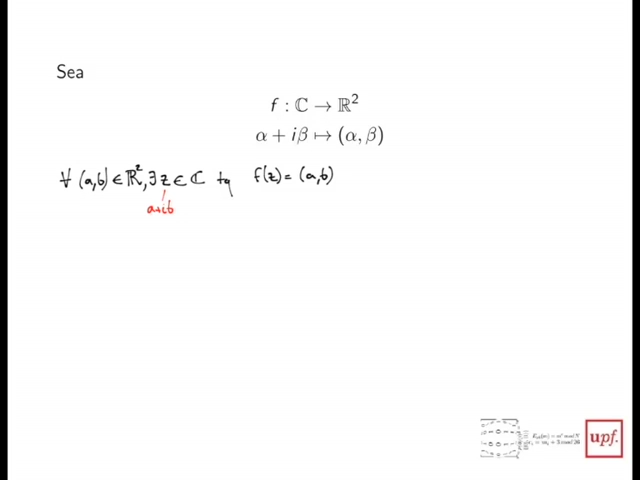 Sea
f : ℂ → ℝ²
α + iβ ↦ (α, β)
∀ (a,b) ∈ ℝ², ∃ z ∈ ℂ tq f(z) = (a,b)
a+ib
upf.